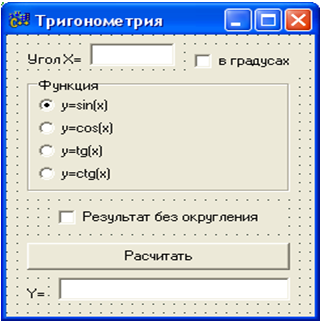 Тригонометрия
Угол X=
в градусах
Функция
y=sin(x)
y=cos(x)
y=tg(x)
y=ctg(x)
Результат без округления
Расчитать
Y=